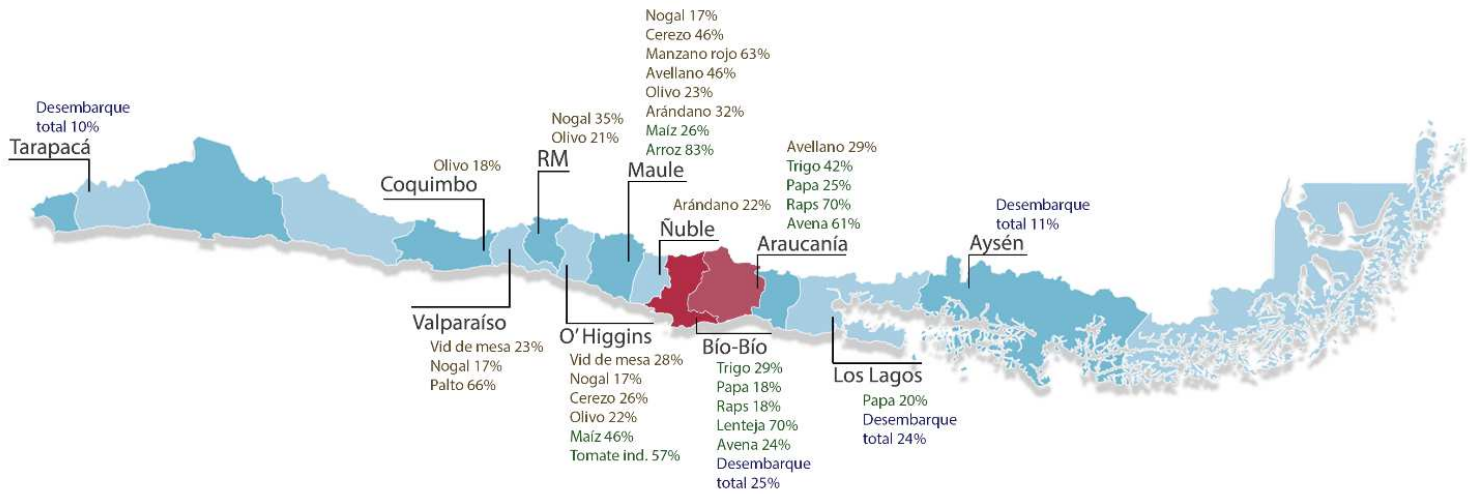 Desembarque
total 10%
Tarapacá
Olivo 18%
Coquimbo
Valparaíso
Vid de mesa 23%
Nogal 17%
Palto 66%
Nogal 35%
Olivo 21%
RM
O' Higgins
Vid de mesa 28%
Nogal 17%
Cerezo 26%
Olivo 22%
Maíz 46%
Tomate ind. 57%
Nogal 17%
Cerezo 46%
Manzano rojo 63%
Avellano 46%
Olivo 23%
Arándano 32%
Maíz 26%
Arroz 83%
Maule
Arándano 22%
Ñuble
Bío-Bío
Trigo 29%
Papa 18%
Raps 18%
Lenteja 70%
Avena 24%
Desembarque
total 25%
Avellano 29%
Trigo 42%
Papa 25%
Raps 70%
Avena 61%
Araucanía
Los Lagos
Papa 20%
Desembarque
total 24%
Desembarque
total 11%
Aysén